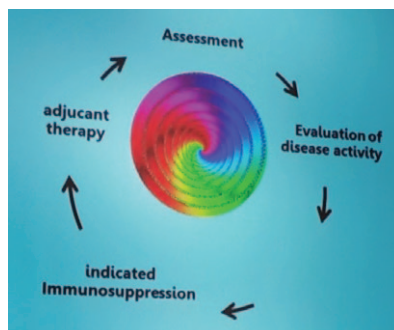 Assessment
Evaluation of
disease activity
indicated
Immunosuppression
adjucant
therapy